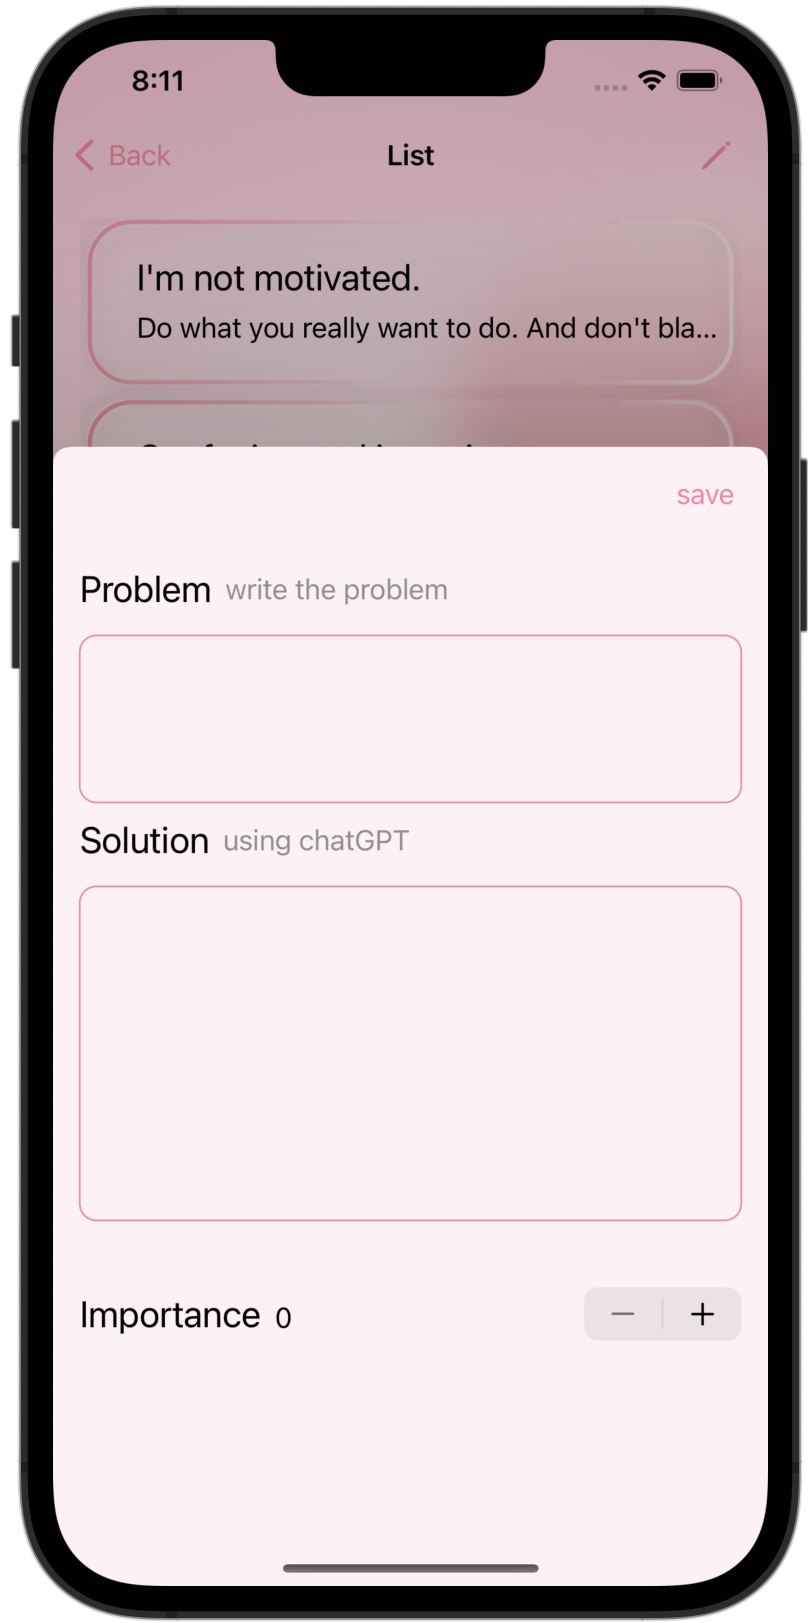 8:11
Back
List
I'm not motivated.
Do what you really want to do. And don't bla...
save
Problem write the problem
Solution using chatGPT
Importance 0